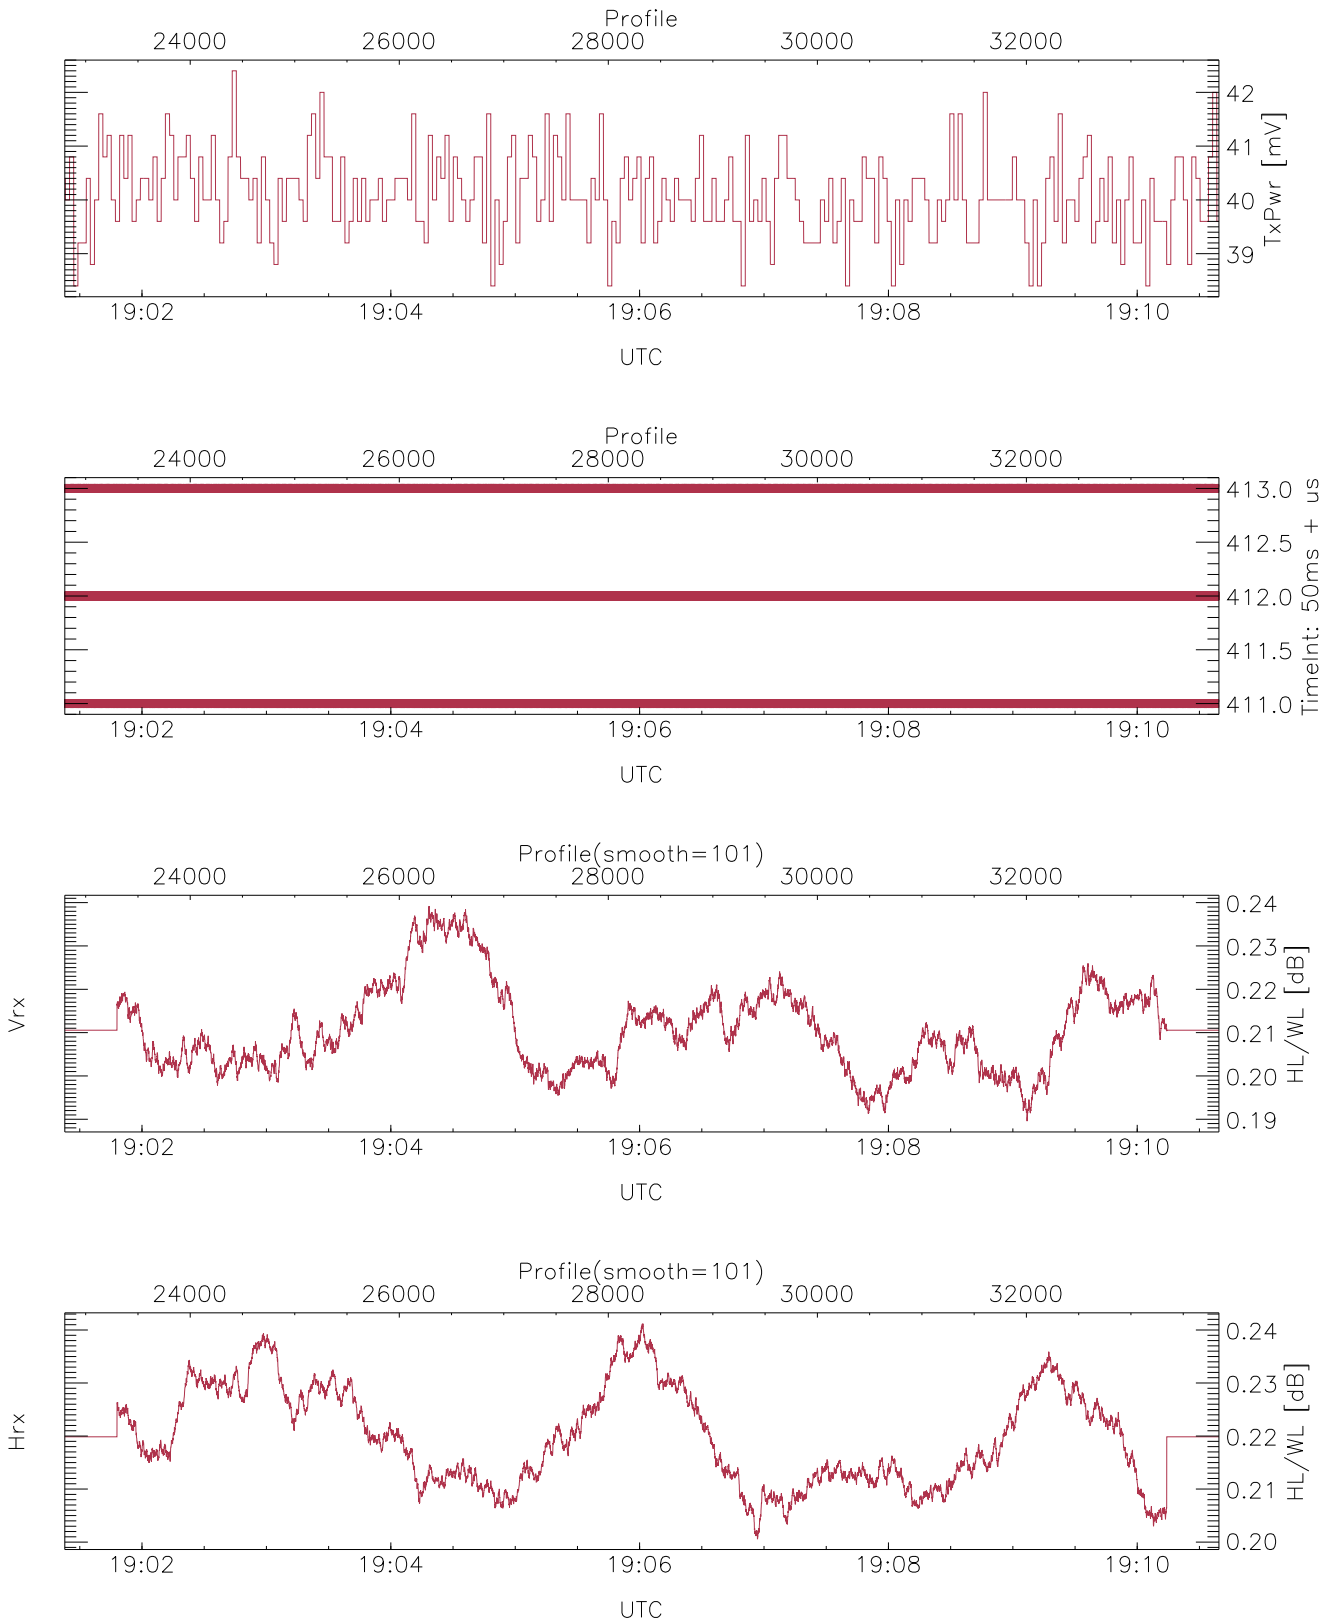 Profile
24000 26000 28000 30000 32000
42
41
40
39
TxPwr [mV]
19:02 19:04 19:06 19:08 19:10
UTC
Profile
24000 26000 28000 30000 32000
413.0
412.5
412.0
411.5
411.0
TimeInt: 50ms + us
19:02 19:04 19:06 19:08 19:10
UTC
Profile(smooth=101)
24000 26000 28000 30000 32000
Vrx
0.24
0.23
0.22
0.21
0.20
0.19
HL/WL [dB]
19:02 19:04 19:06 19:08 19:10
UTC
Profile(smooth=101)
24000 26000 28000 30000 32000
Hrx
0.24
0.23
0.22
0.21
0.20
HL/WL [dB]
19:02 19:04 19:06 19:08 19:10
UTC